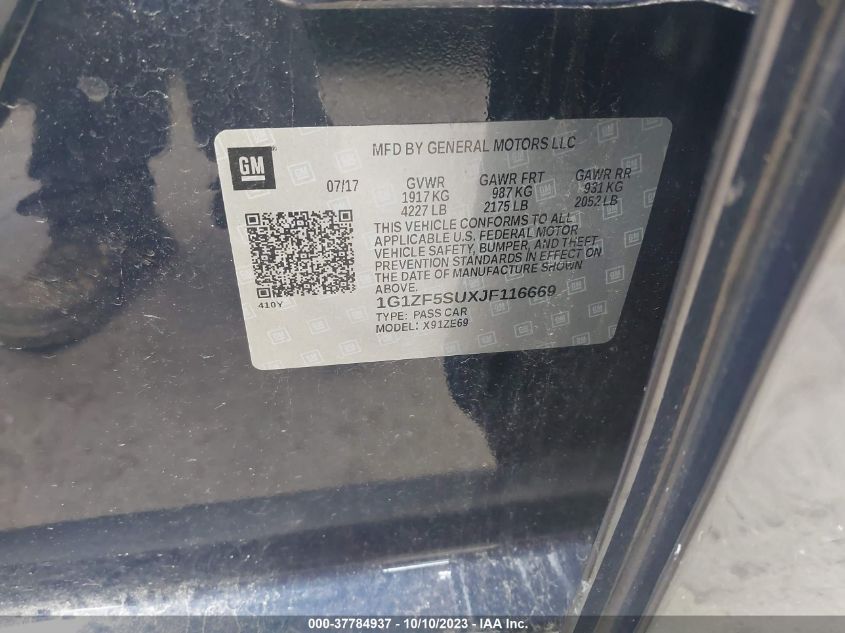 GM
MFD BY GENERAL MOTORS LLC
07/17
GVWR
1917 KG
4227 LB
GAWR FRT
987 KG
2175 LB
GAWR RR
931 KG
2052 LB
THIS VEHICLE CONFORMS TO ALL
APPLICABLE U.S. FEDERAL MOTOR
VEHICLE SAFETY, BUMPER, AND THEFT
PREVENTION STANDARDS IN EFFECT ON
THE DATE OF MANUFACTURE SHOWN
ABOVE.
410Y
1G1ZF5SUXJF116669
TYPE: PASS CAR
MODEL: X91ZE69
000-37784937 - 10/10/2023 - IAA Inc.